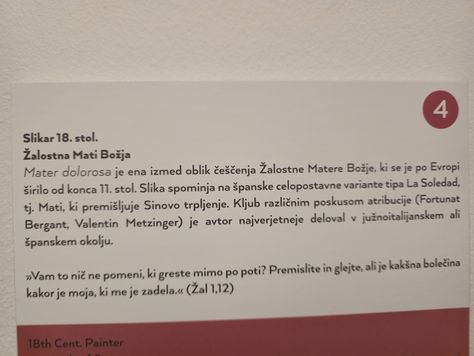 4
Slikar 18. stol.
Žalostna Mati Božja
Mater dolorosa je ena izmed oblik češčenja Žalostne Matere Božje, ki se je po Evropi
širilo od konca 11. stol. Slika spominja na španske celopostavne variante tipa La Soledad,
tj. Mati, ki premišljuje Sinovo trpljenje. Kljub različnim poskusom atribucije (Fortunat
Bergant, Valentin Metzinger) je avtor najverjetneje deloval v južnoitalijanskem ali
španskem okolju.
»Vam to nič ne pomeni, ki greste mimo po poti? Premislite in glejte, ali je kakšna bolečina
kakor je moja, ki me je zadela.« (Žal 1,12)
18th Cent. Painter